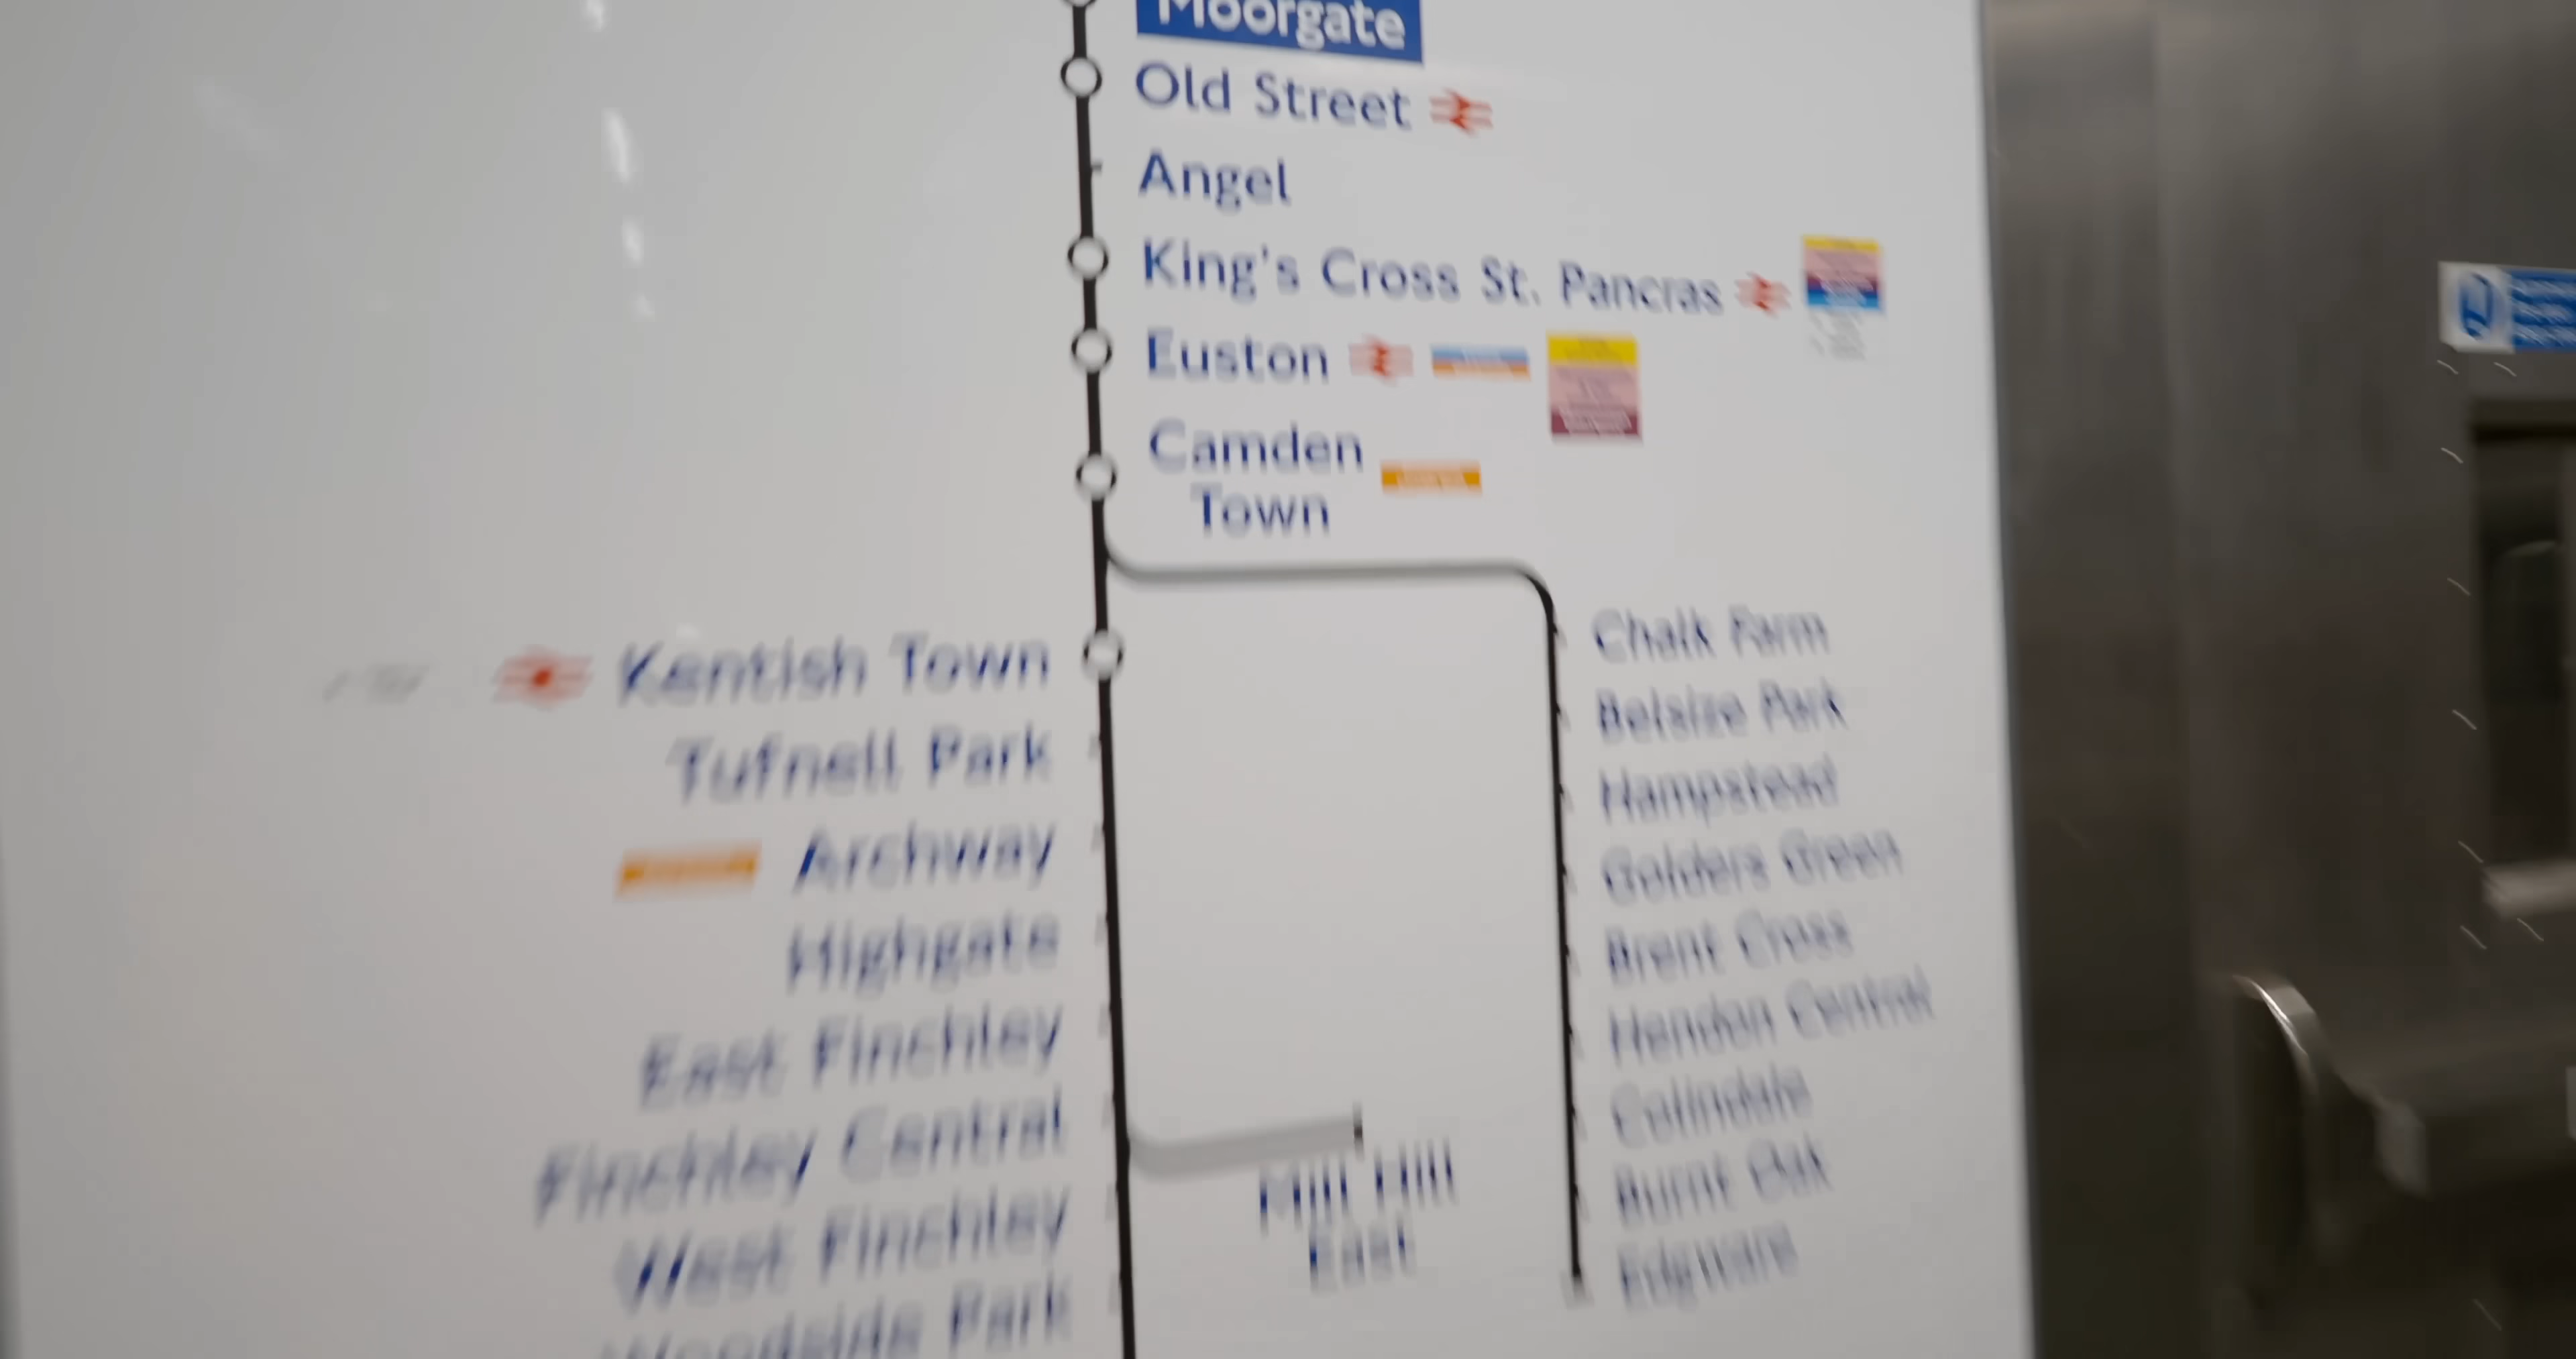 Moorgate
Old Street
Angel
King's Cross St. Pancras
Euston
Camden
Town
Kentish Town
Tufnell Park
Archway
Highgate
East Finchley
Finchley Central
West Finchley
Woodside Park
Mill Hill
East
Chalk Farm
Belsize Park
Hampstead
Golders Green
Brent Cross
Hendon Central
Colindale
Burnt Oak
Edgware